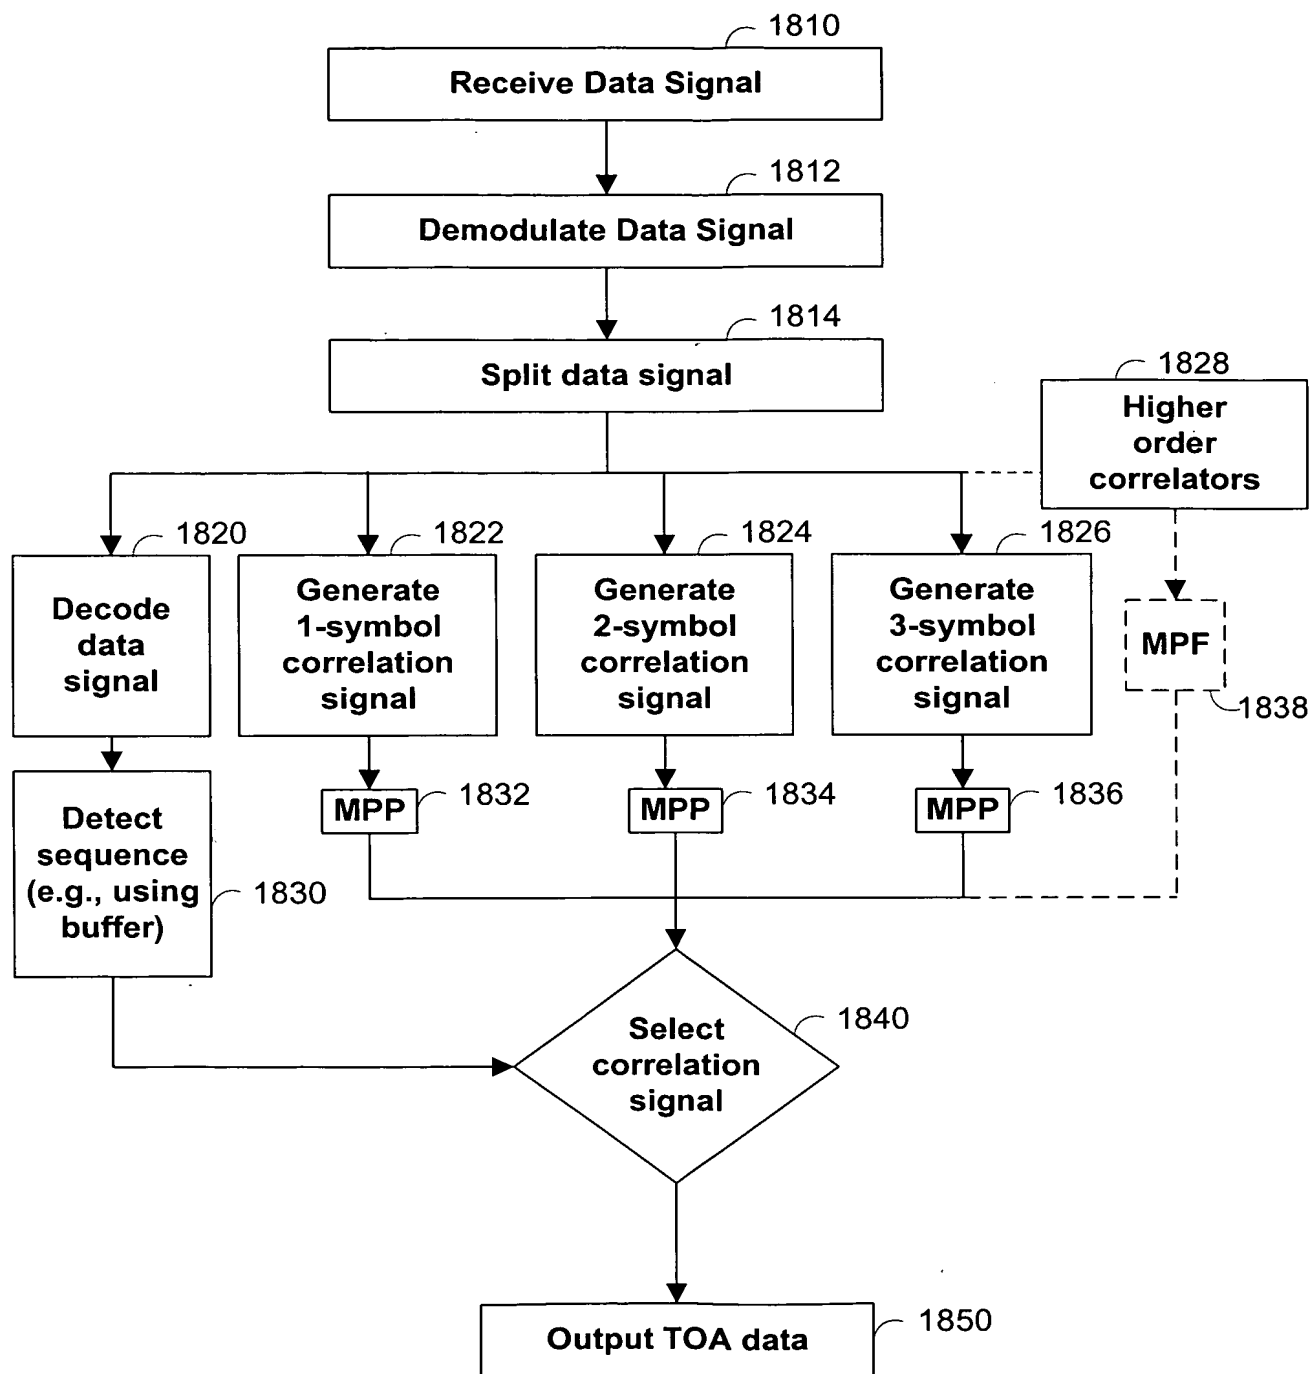 1810
Receive Data Signal
1812
Demodulate Data Signal
1814
Split data signal
1828
Higher
order
correlators
1820
Decode
data
signal
1822
Generate
1-symbol
correlation
signal
1824
Generate
2-symbol
correlation
signal
1826
Generate
3-symbol
correlation
signal
MPF
1838
Detect
sequence
(e.g., using
buffer)
1830
MPP
1832
MPP
1834
MPP
1836
Select
correlation
signal
1840
Output TOA data
1850